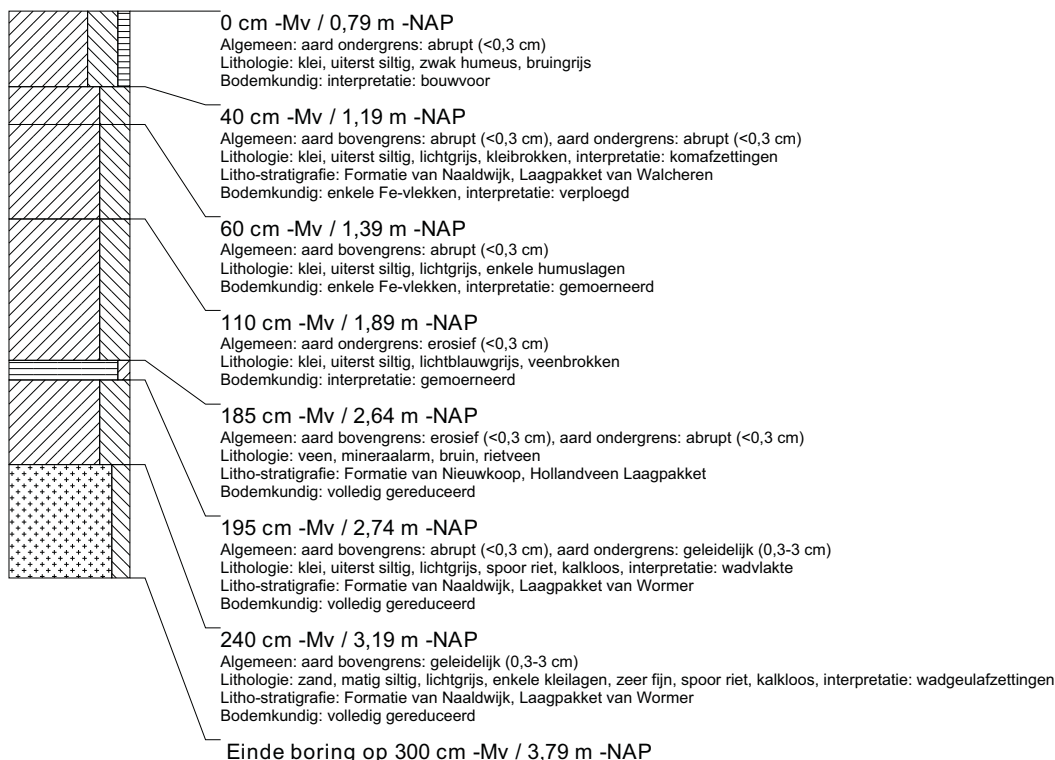 0 cm -Mv / 0,79 m -NAP
Algemeen: aard ondergrens: abrupt (<0,3 cm)
Lithologie: klei, uiterst siltig, zwak humeus, bruingrijs
Bodemkundig: interpretatie: bouwvoor
40 cm -Mv / 1,19 m -NAP
Algemeen: aard bovengrens: abrupt (<0,3 cm), aard ondergrens: abrupt (<0,3 cm)
Lithologie: klei, uiterst siltig, lichtgrijs, kleibrokken, interpretatie: komafzettingen
Litho-stratigrafie: Formatie van Naaldwijk, Laagpakket van Walcheren
Bodemkundig: enkele Fe-vlekken, interpretatie: verploegd
60 cm -Mv / 1,39 m -NAP
Algemeen: aard bovengrens: abrupt (<0,3 cm)
Lithologie: klei, uiterst siltig, lichtgrijs, enkele humuslagen
Bodemkundig: enkele Fe-vlekken, interpretatie: gemoerneerd
110 cm -Mv / 1,89 m -NAP
Algemeen: aard ondergrens: erosief (<0,3 cm)
Lithologie: klei, uiterst siltig, lichtblauwgrijs, veenbrokken
Bodemkundig: interpretatie: gemoerneerd
185 cm -Mv / 2,64 m -NAP
Algemeen: aard bovengrens: erosief (<0,3 cm), aard ondergrens: abrupt (<0,3 cm)
Lithologie: veen, mineraalarm, bruin, rietveen
Litho-stratigrafie: Formatie van Nieuwkoop, Hollandveen Laagpakket
Bodemkundig: volledig gereduceerd
195 cm -Mv / 2,74 m -NAP
Algemeen: aard bovengrens: abrupt (<0,3 cm), aard ondergrens: geleidelijk (0,3-3 cm)
Lithologie: klei, uiterst siltig, lichtgrijs, spoor riet, kalkloos, interpretatie: wadvlakte
Litho-stratigrafie: Formatie van Naaldwijk, Laagpakket van Wormer
Bodemkundig: volledig gereduceerd
240 cm -Mv / 3,19 m -NAP
Algemeen: aard bovengrens: geleidelijk (0,3-3 cm)
Lithologie: zand, matig siltig, lichtgrijs, enkele kleilagen, zeer fijn, spoor riet, kalkloos, interpretatie: wadgeulafzettingen
Litho-stratigrafie: Formatie van Naaldwijk, Laagpakket van Wormer
Bodemkundig: volledig gereduceerd
Einde boring op 300 cm -Mv / 3,79 m -NAP